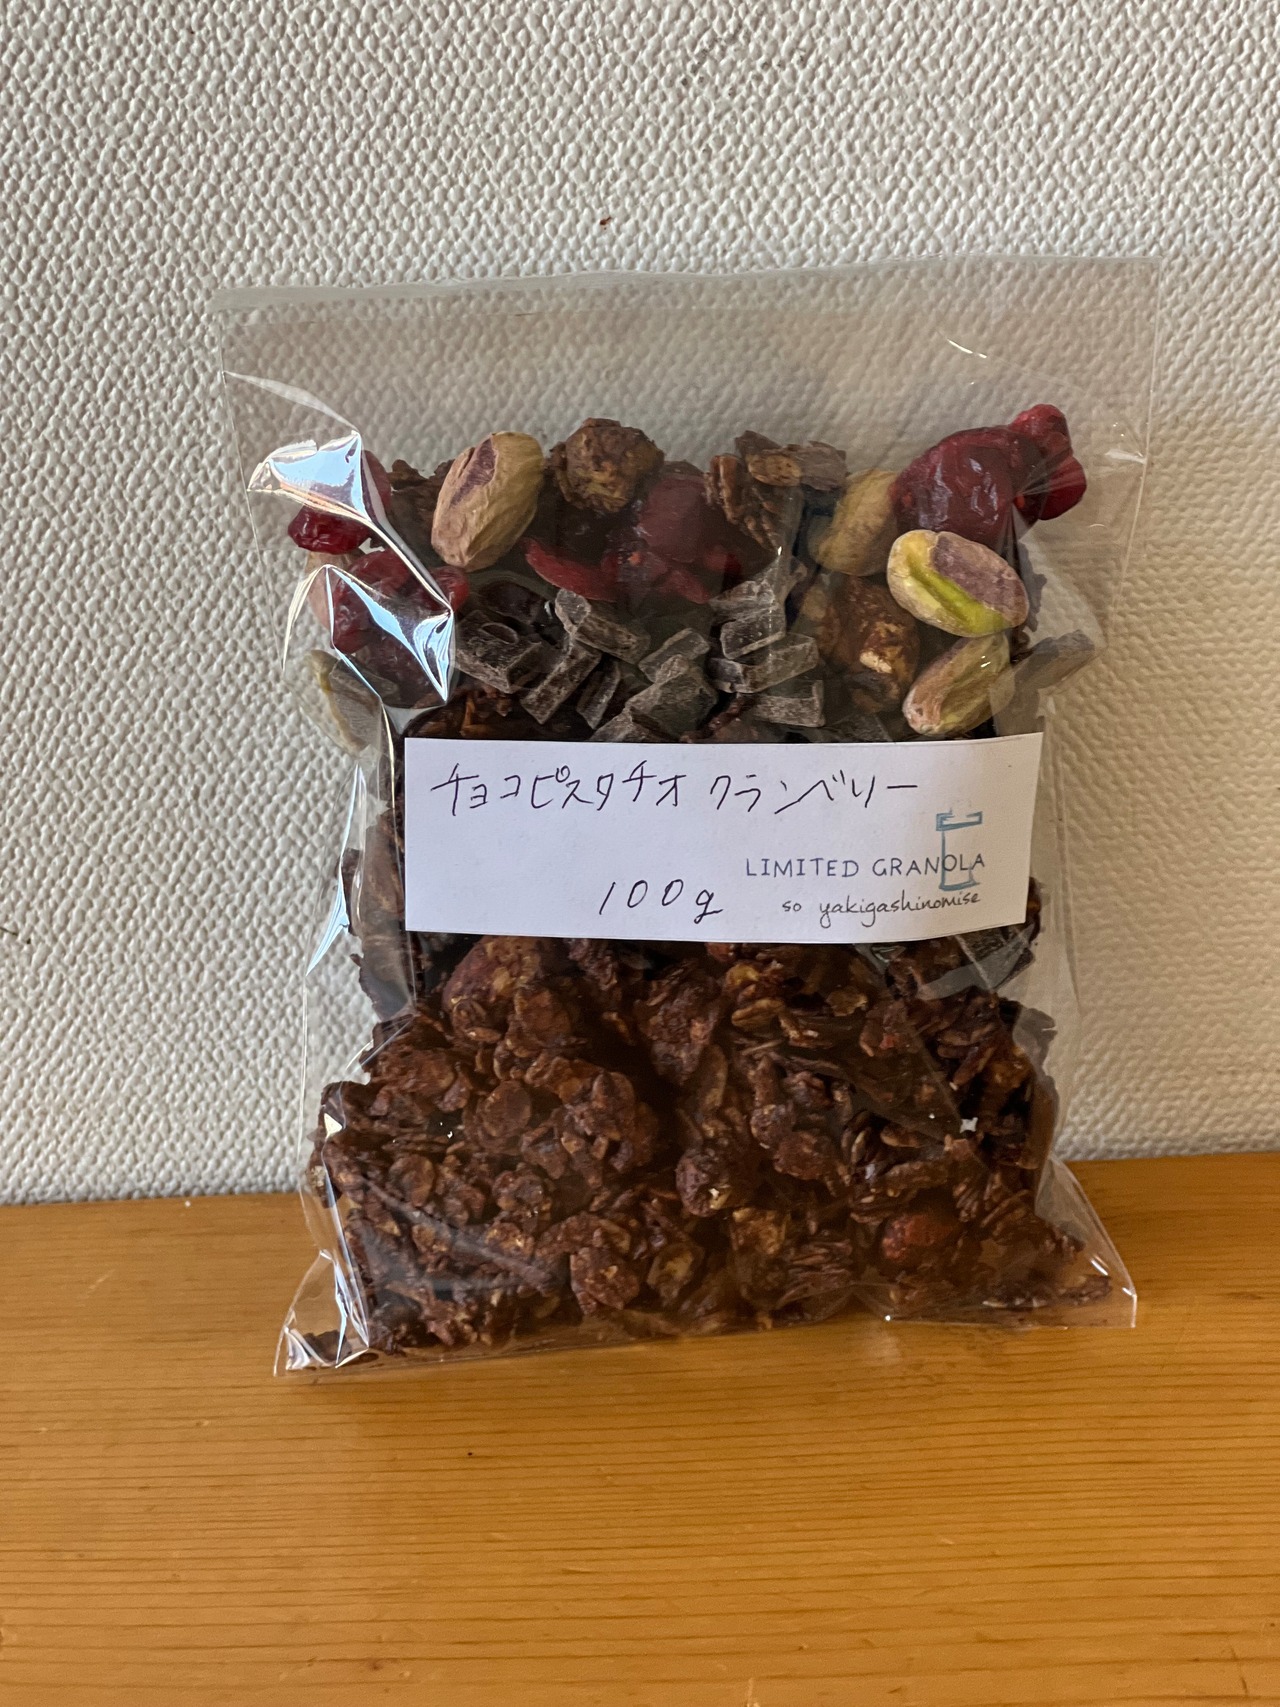 チョコピスタチオ クランベリー
LIMITED GRANOLA
100g
so yakigashinomise